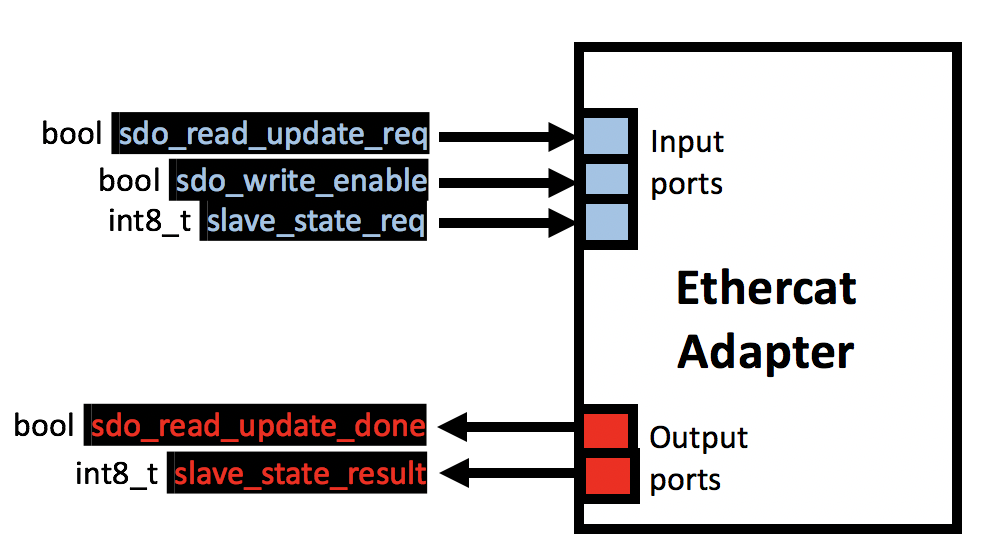 bool sdo_read_update_req
Input
bool sdo_write_enable
ports
int8_t slave_state_req
Ethercat
Adapter
bool sdo_read_update_done
Output
int8_t slave_state_result
ports